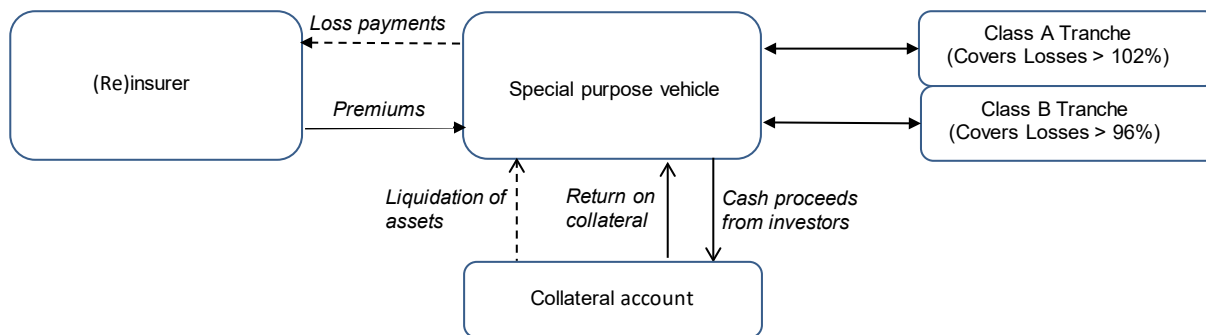 Loss payments
(Re)insurer
Premiums
Special purpose vehicle
Class A Tranche
(Covers Losses > 102%)
Class B Tranche
(Covers Losses > 96%)
Liquidation of
assets
Return on
collateral
Cash proceeds
from investors
Collateral account